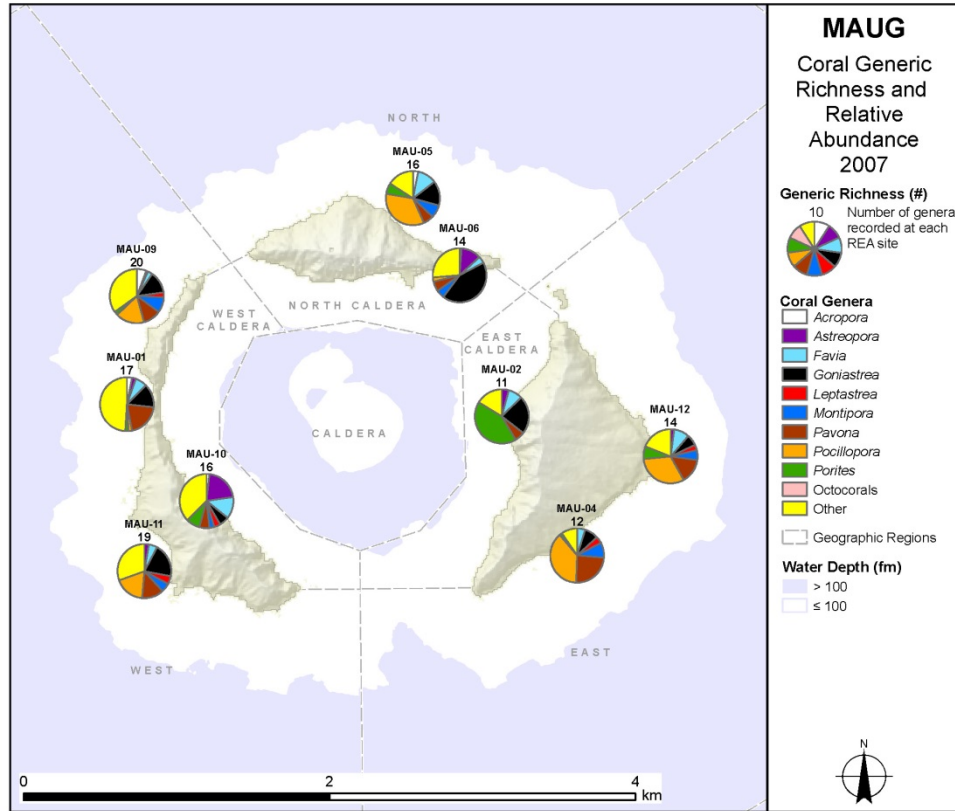 MAUG
Coral Generic
Richness and
Relative
Abundance
2007
Generic Richness (#)
10
Number of genera
recorded at each
REA site
Coral Genera
Acropora
Astreopora
Favia
Goniastrea
Leptastrea
Montipora
Pavona
Pocillopora
Porites
Octocorals
Other
Geographic Regions
Water Depth (fm)
> 100
≤ 100
N
NORTH
MAU-05
16
MAU-06
14
MAU-09
20
NORTH CALDERA
WEST
CALDERA
EAST
CALDERA
MAU-01
17
MAU-02
11
MAU-12
14
CALDERA
MAU-10
16
MAU-04
12
MAU-11
19
WEST
EAST
0
2
4
km